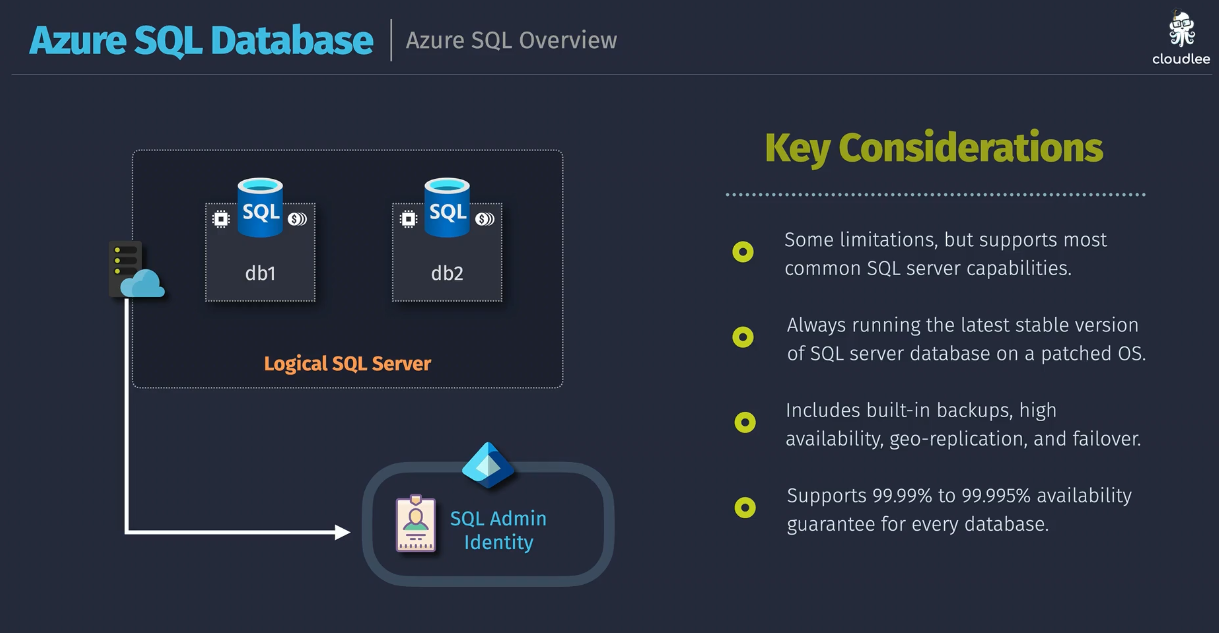 Azure SQL Database
Azure SQL Overview
cloudlee
SQL
SQL
db1
db2
Logical SQL Server
SQL Admin
Identity
Key Considerations
Some limitations, but supports most
common SQL server capabilities.
Always running the latest stable version
of SQL server database on a patched OS.
Includes built-in backups, high
availability, geo-replication, and failover.
Supports 99.99% to 99.995% availability
guarantee for every database.